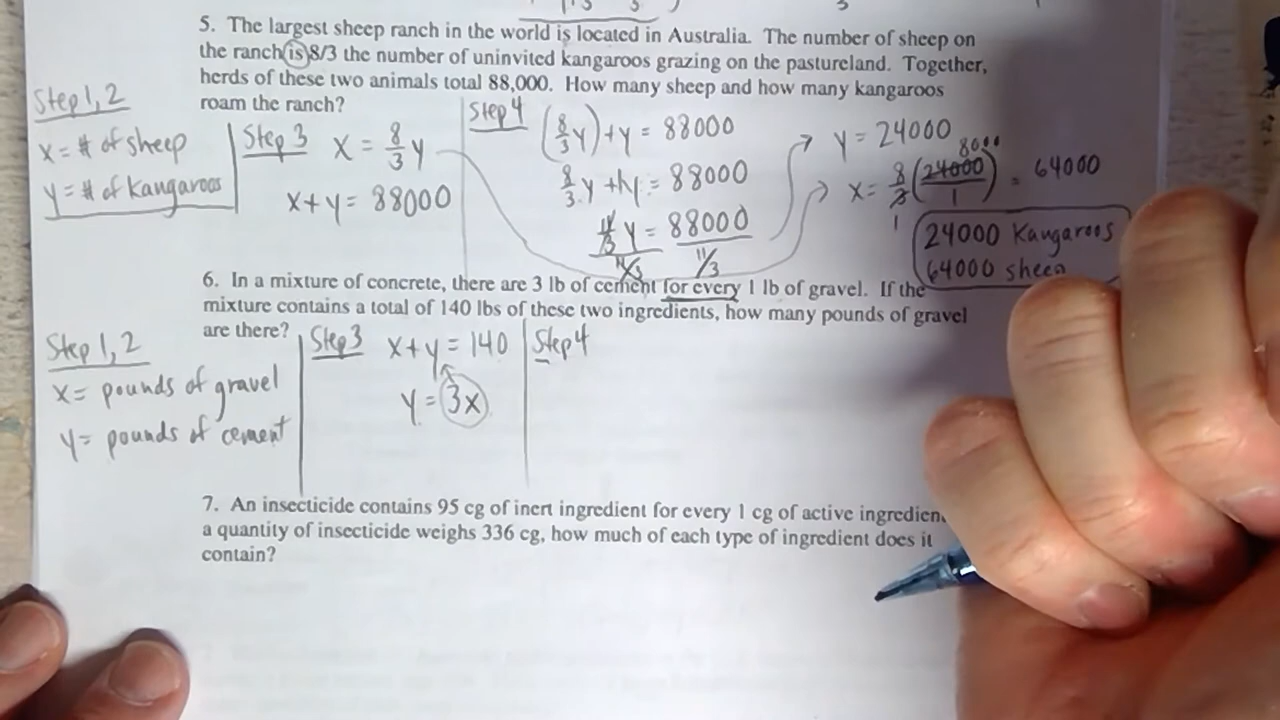 5. The largest sheep ranch in the world is located in Australia. The number of sheep on
the ranch is 8/3 the number of uninvited kangaroos grazing on the pastureland. Together,
herds of these two animals total 88,000. How many sheep and how many kangaroos
roam the ranch?
Step 1,2
x = # of sheep
y = # of Kangaroos
Step 3 x = 8/3 y
x+y = 88000
Step 4
(8/3 y) + y = 88000
8/3 y + 1y = 88000
11/3 y = 88000
11/3 11/3
y = 24000
8000
x = 8/3 (24000/1) = 64000
1
24000 Kangaroos
64000 sheep
6. In a mixture of concrete, there are 3 lb of cement for every 1 lb of gravel. If the
mixture contains a total of 140 lbs of these two ingredients, how many pounds of gravel
are there?
Step 1,2
x = pounds of gravel
y = pounds of cement
Step 3 x+y = 140
y = 3x
Step 4
7. An insecticide contains 95 cg of inert ingredient for every 1 cg of active
a quantity of insecticide weighs 336 cg, how much of each type of ingredient does it
contain?